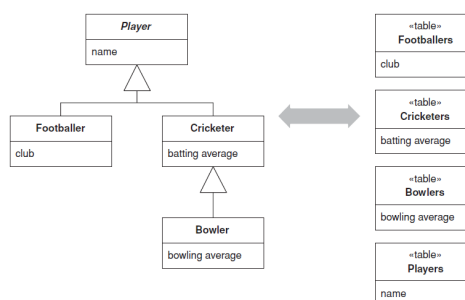 Player
name
Footballer
club
Cricketer
batting average
Bowler
bowling average
«table»
Footballers
club
«table»
Cricketers
batting average
«table»
Bowlers
bowling average
«table»
Players
name